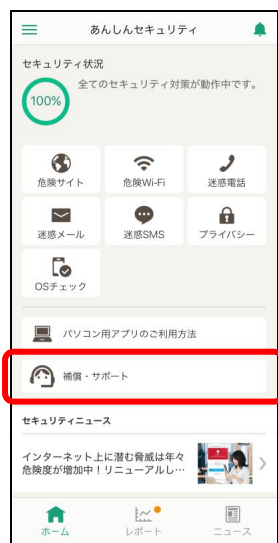 あんしんセキュリティ
セキュリティ状況
100%
全てのセキュリティ対策が動作中です。
危険サイト
危険Wi-Fi
迷惑電話
迷惑メール
迷惑SMS
プライバシー
OSチェック
パソコン用アプリのご利用方法
補償・サポート
セキュリティニュース
インターネット上に潜む脅威は年々
危険度が増加中！リニューアルし…
ホーム
レポート
ニュース